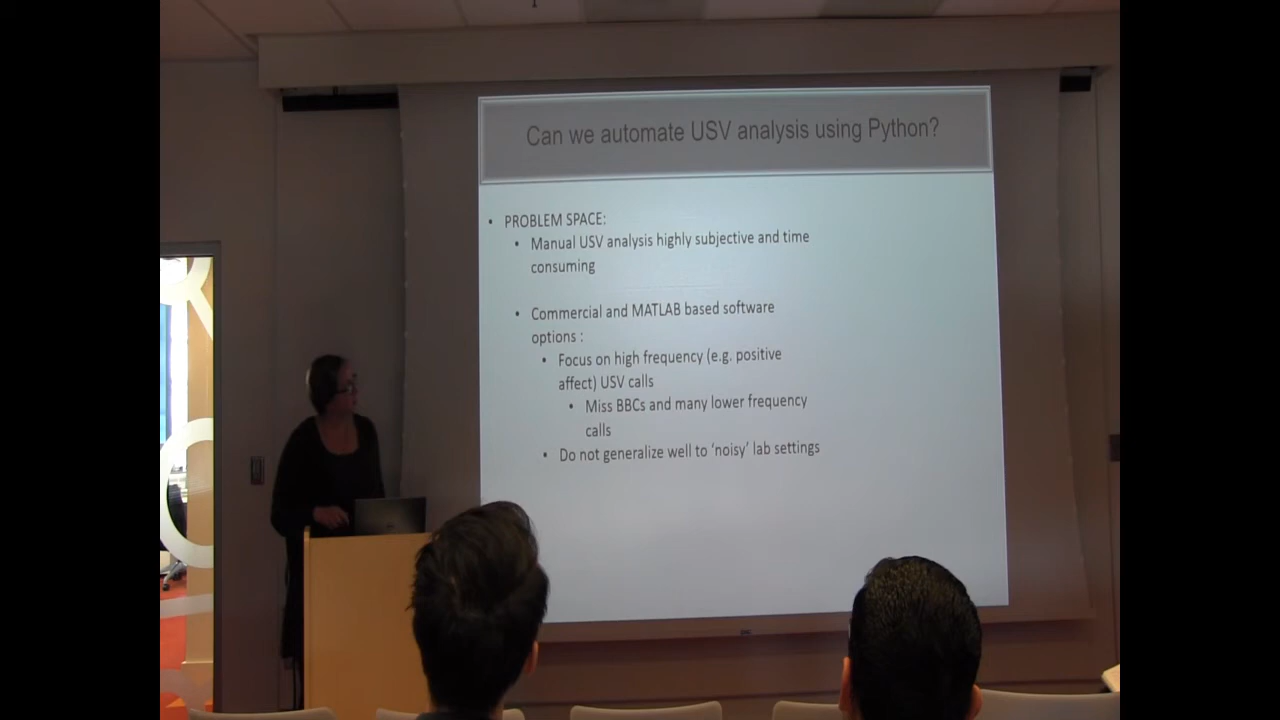 Can we automate USV analysis using Python?
• PROBLEM SPACE:
• Manual USV analysis highly subjective and time
consuming
• Commercial and MATLAB based software
options :
• Focus on high frequency (e.g. positive
affect) USV calls
• Miss BBCs and many lower frequency
calls
• Do not generalize well to ‘noisy’ lab settings